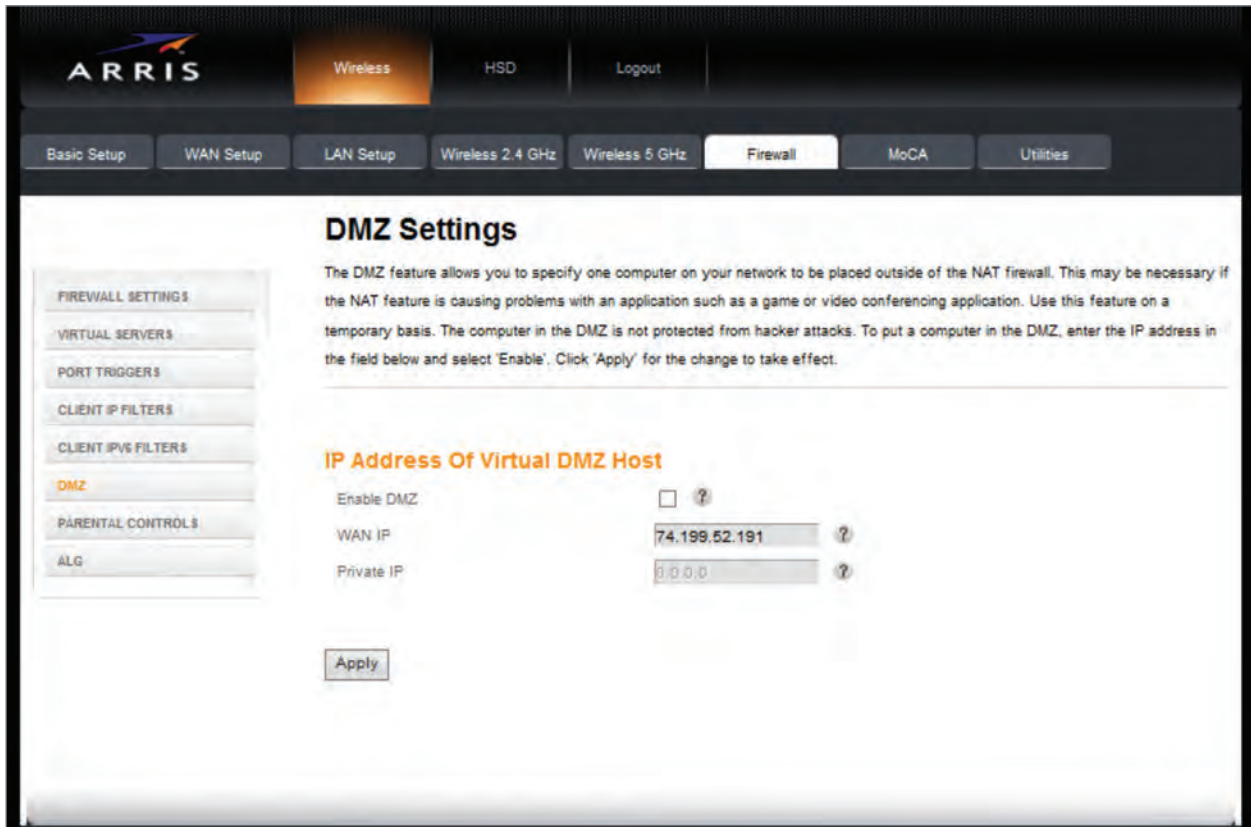 ARRIS
Wireless HSD Logout
Basic Setup WAN Setup LAN Setup Wireless 2.4 GHz Wireless 5 GHz Firewall MoCA Utilities
FIREWALL SETTINGS
VIRTUAL SERVERS
PORT TRIGGERS
CLIENT IP FILTERS
CLIENT IPV6 FILTERS
DMZ
PARENTAL CONTROLS
ALG
DMZ Settings
The DMZ feature allows you to specify one computer on your network to be placed outside of the NAT firewall. This may be necessary if
the NAT feature is causing problems with an application such as a game or video conferencing application. Use this feature on a
temporary basis. The computer in the DMZ is not protected from hacker attacks. To put a computer in the DMZ, enter the IP address in
the field below and select 'Enable'. Click 'Apply' for the change to take effect.
IP Address Of Virtual DMZ Host
Enable DMZ ?
WAN IP 74.199.52.191 ?
Private IP 0.0.0.0 ?
Apply